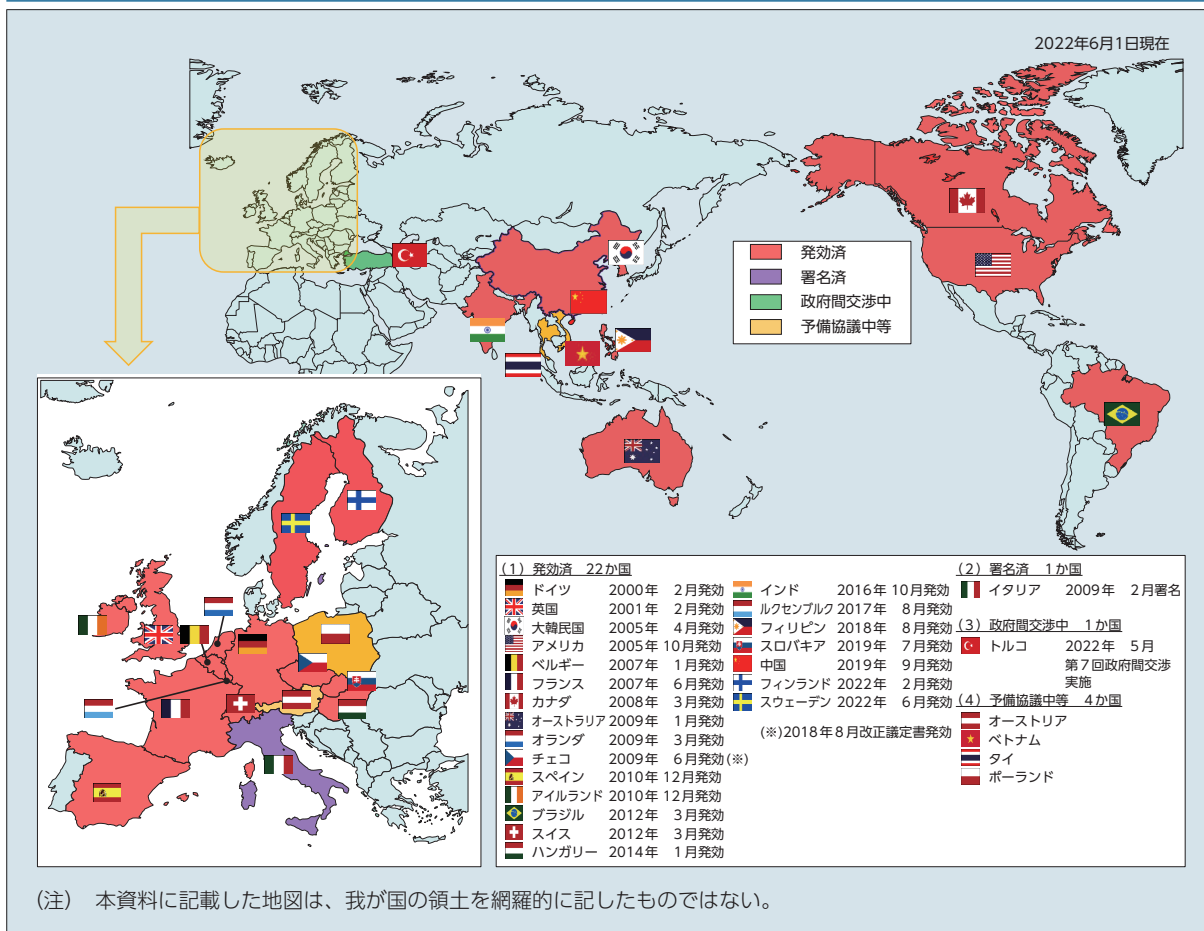 2022年6月1日現在
発効済
署名済
政府間交渉中
予備協議中等
(1) 発効済 22か国
ドイツ 2000年 2月発効
英国 2001年 2月発効
大韓民国 2005年 4月発効
アメリカ 2005年 10月発効
ベルギー 2007年 1月発効
フランス 2007年 6月発効
カナダ 2008年 3月発効
オーストラリア 2009年 1月発効
オランダ 2009年 3月発効
チェコ 2009年 6月発効(※)
スペイン 2010年 12月発効
アイルランド 2010年 12月発効
ブラジル 2012年 3月発効
スイス 2012年 3月発効
ハンガリー 2014年 1月発効
インド 2016年 10月発効
ルクセンブルク 2017年 8月発効
フィリピン 2018年 8月発効
スロバキア 2019年 7月発効
中国 2019年 9月発効
フィンランド 2022年 2月発効
スウェーデン 2022年 6月発効
(※)2018年8月改正議定書発効
(2) 署名済 1か国
イタリア 2009年 2月署名
(3) 政府間交渉中 1か国
トルコ 2022年 5月
第7回政府間交渉
実施
(4) 予備協議中等 4か国
オーストリア
ベトナム
タイ
ポーランド
(注) 本資料に記載した地図は、我が国の領土を網羅的に記したものではない。